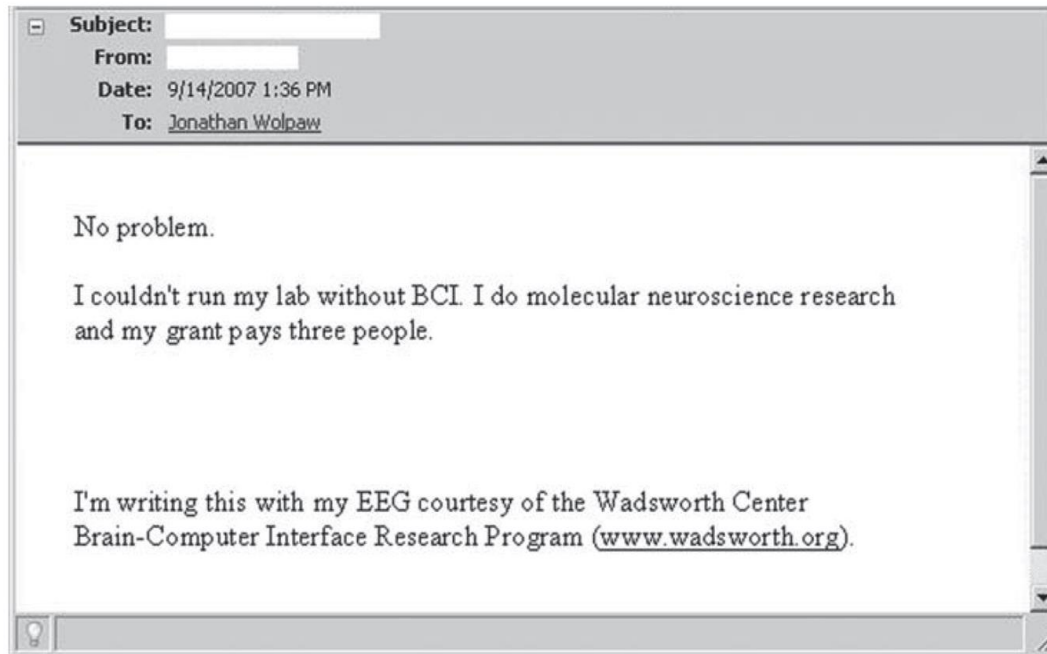 Subject:
From:
Date: 9/14/2007 1:36 PM
To: Jonathan Wolpaw
No problem.
I couldn't run my lab without BCI. I do molecular neuroscience research
and my grant pays three people.
I'm writing this with my EEG courtesy of the Wadsworth Center
Brain-Computer Interface Research Program (www.wadsworth.org).